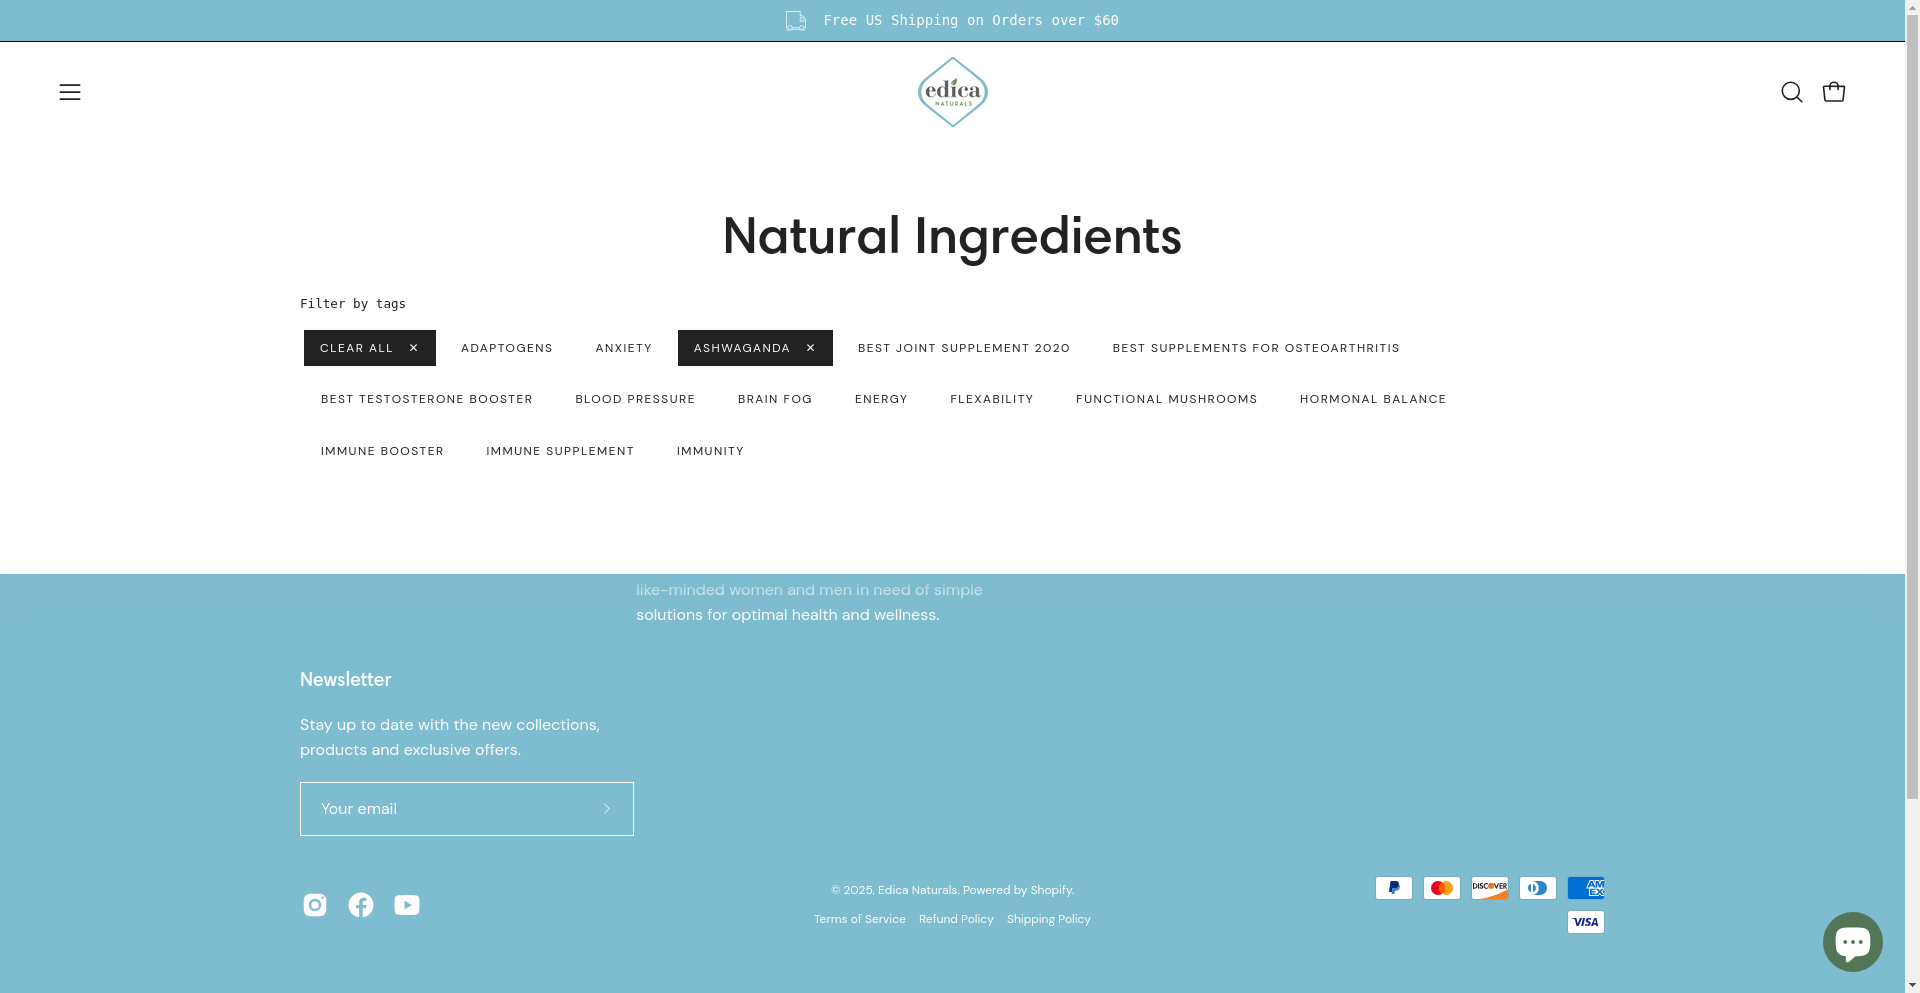 Free US Shipping on Orders over $60
edica
NATURALS
Natural Ingredients
Filter by tags
CLEAR ALL ✕ ADAPTOGENS ANXIETY ASHWAGANDA ✕ BEST JOINT SUPPLEMENT 2020 BEST SUPPLEMENTS FOR OSTEOARTHRITIS
BEST TESTOSTERONE BOOSTER BLOOD PRESSURE BRAIN FOG ENERGY FLEXABILITY FUNCTIONAL MUSHROOMS HORMONAL BALANCE
IMMUNE BOOSTER IMMUNE SUPPLEMENT IMMUNITY
like-minded women and men in need of simple
solutions for optimal health and wellness.
Newsletter
Stay up to date with the new collections,
products and exclusive offers.
Your email
© 2025, Edica Naturals. Powered by Shopify.
Terms of Service Refund Policy Shipping Policy
DISCOVER
AM
EX
VISA